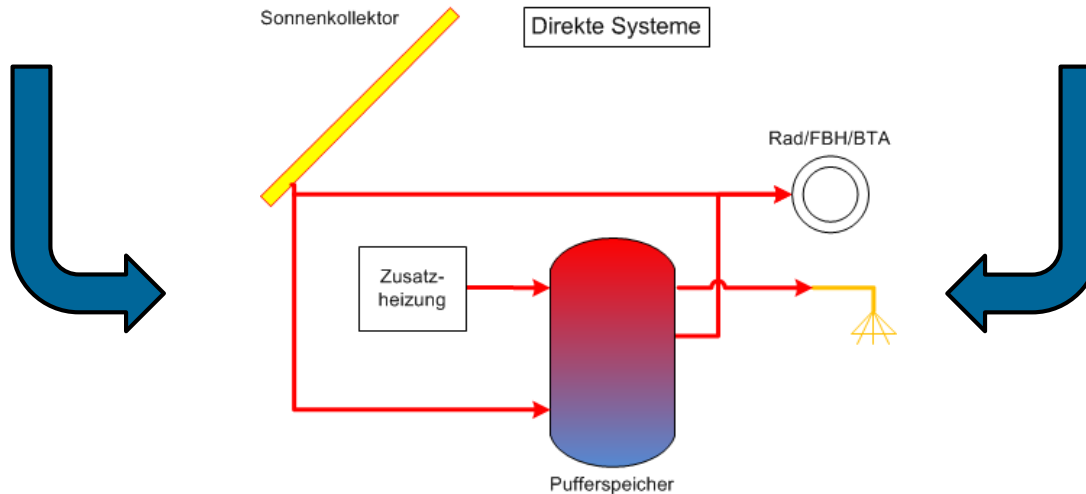 Sonnenkollektor
Direkte Systeme
Rad/FBH/BTA
Zusatz-
heizung
Pufferspeicher